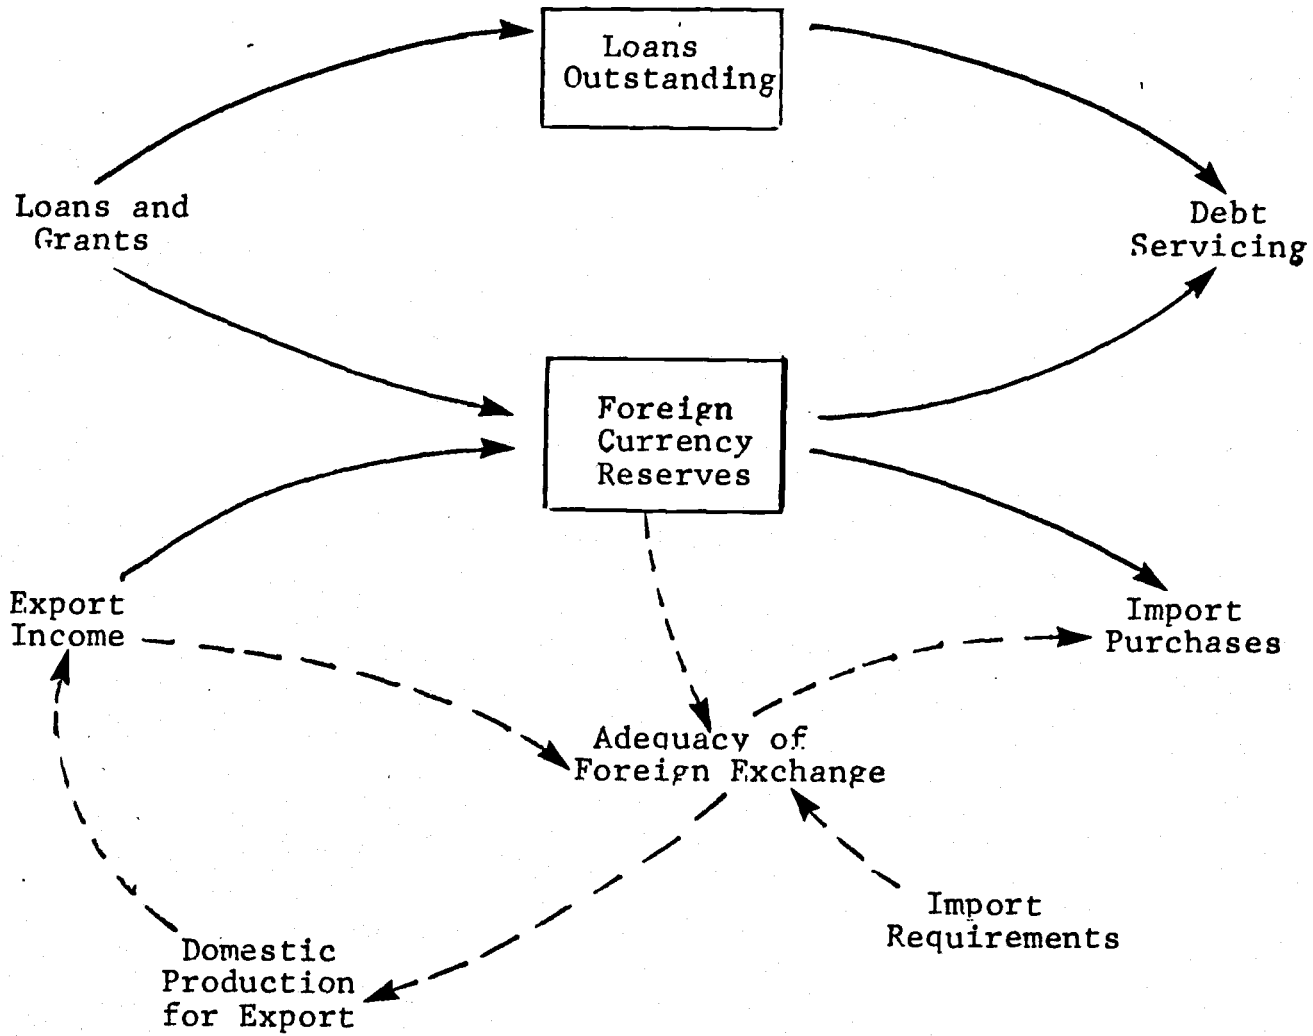 Loans
Outstanding
Loans and
Grants
Debt
Servicing
Foreign
Currency
Reserves
Export
Income
Import
Purchases
Adequacy of
Foreign Exchange
Import
Requirements
Domestic
Production
for Export